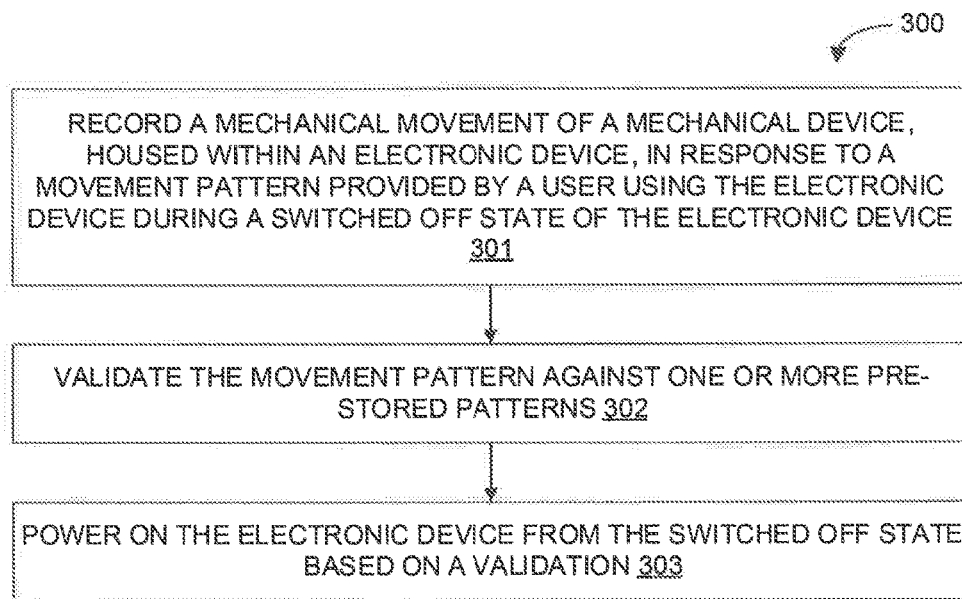 300
RECORD A MECHANICAL MOVEMENT OF A MECHANICAL DEVICE,
HOUSED WITHIN AN ELECTRONIC DEVICE, IN RESPONSE TO A
MOVEMENT PATTERN PROVIDED BY A USER USING THE ELECTRONIC
DEVICE DURING A SWITCHED OFF STATE OF THE ELECTRONIC DEVICE
301
VALIDATE THE MOVEMENT PATTERN AGAINST ONE OR MORE PRE-
STORED PATTERNS 302
POWER ON THE ELECTRONIC DEVICE FROM THE SWITCHED OFF STATE
BASED ON A VALIDATION 303